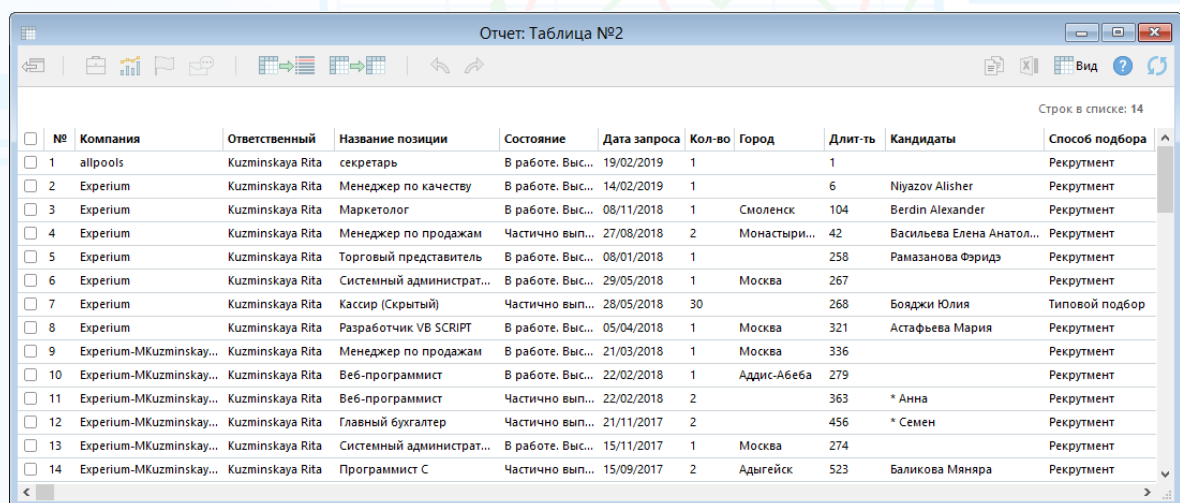 Отчет: Таблица №2
Вид
Строк в списке: 14
№ Компания Ответственный Название позиции Состояние Дата запроса Кол-во Город Длит-ть Кандидаты Способ подбора
1 allpools Kuzminskaya Rita секретарь В работе. Выс... 19/02/2019 1 1 Рекрутмент
2 Experium Kuzminskaya Rita Менеджер по качеству В работе. Выс... 14/02/2019 1 6 Niyazov Alisher Рекрутмент
3 Experium Kuzminskaya Rita Маркетолог В работе. Выс... 08/11/2018 1 Смоленск 104 Berdin Alexander Рекрутмент
4 Experium Kuzminskaya Rita Менеджер по продажам Частично вып... 27/08/2018 2 Монастыри... 42 Васильева Елена Анатол... Рекрутмент
5 Experium Kuzminskaya Rita Торговый представитель В работе. Выс... 08/01/2018 1 258 Рамазанова Фэридэ Рекрутмент
6 Experium Kuzminskaya Rita Системный администрат... В работе. Выс... 29/05/2018 1 Москва 267 Рекрутмент
7 Experium Kuzminskaya Rita Кассир (Скрытый) Частично вып... 28/05/2018 30 268 Бояджи Юлия Типовой подбор
8 Experium Kuzminskaya Rita Разработчик VB SCRIPT В работе. Выс... 05/04/2018 1 Москва 321 Астафьева Мария Рекрутмент
9 Experium-MKuzminskay... Kuzminskaya Rita Менеджер по продажам В работе. Выс... 21/03/2018 1 Москва 336 Рекрутмент
10 Experium-MKuzminskay... Kuzminskaya Rita Веб-программист В работе. Выс... 22/02/2018 1 Аддис-Абеба 279 Рекрутмент
11 Experium-MKuzminskay... Kuzminskaya Rita Веб-программист Частично вып... 22/02/2018 2 363 * Анна Рекрутмент
12 Experium-MKuzminskay... Kuzminskaya Rita Главный бухгалтер Частично вып... 21/11/2017 2 456 * Семен Рекрутмент
13 Experium-MKuzminskay... Kuzminskaya Rita Системный администрат... В работе. Выс... 15/11/2017 1 Москва 274 Рекрутмент
14 Experium-MKuzminskay... Kuzminskaya Rita Программист С Частично вып... 15/09/2017 2 Адыгейск 523 Баликова Мяняра Рекрутмент